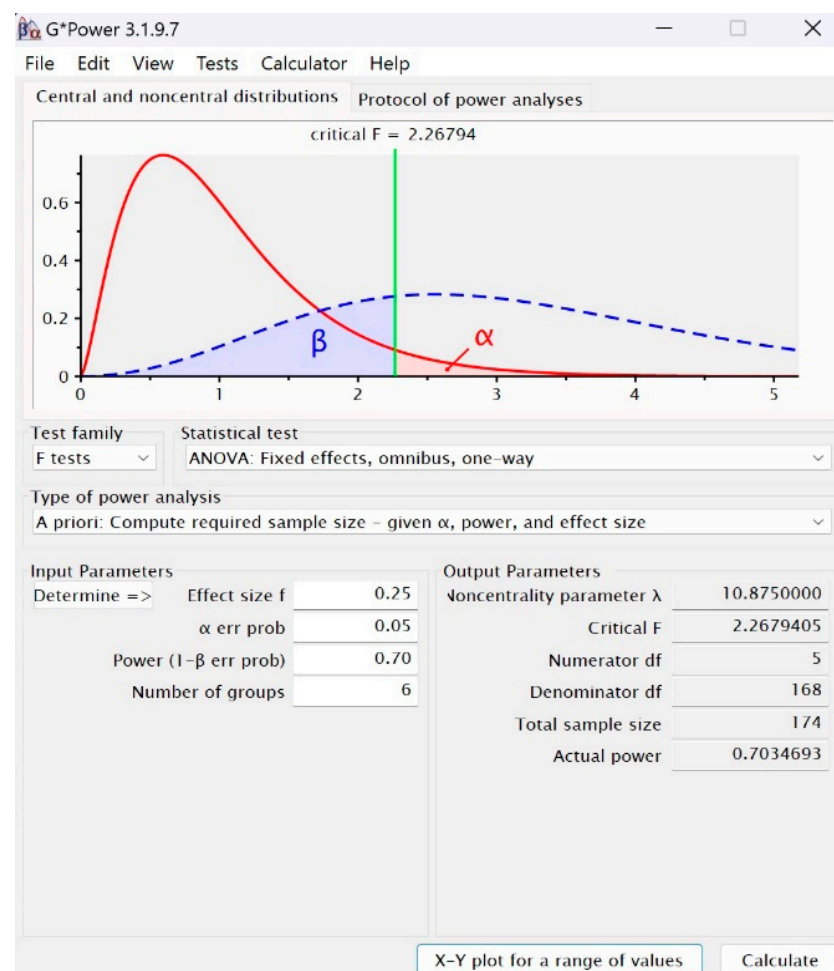 βα G*Power 3.1.9.7
File Edit View Tests Calculator Help
Central and noncentral distributions Protocol of power analyses
critical F = 2.26794
0.6
0.4
0.2
0
β
α
0 1 2 3 4 5
Test family Statistical test
F tests ANOVA: Fixed effects, omnibus, one-way
Type of power analysis
A priori: Compute required sample size – given α, power, and effect size
Input Parameters Output Parameters
Determine => Effect size f 0.25 Noncentrality parameter λ 10.8750000
α err prob 0.05 Critical F 2.2679405
Power (1-β err prob) 0.70 Numerator df 5
Number of groups 6 Denominator df 168
Total sample size 174
Actual power 0.7034693
X-Y plot for a range of values Calculate